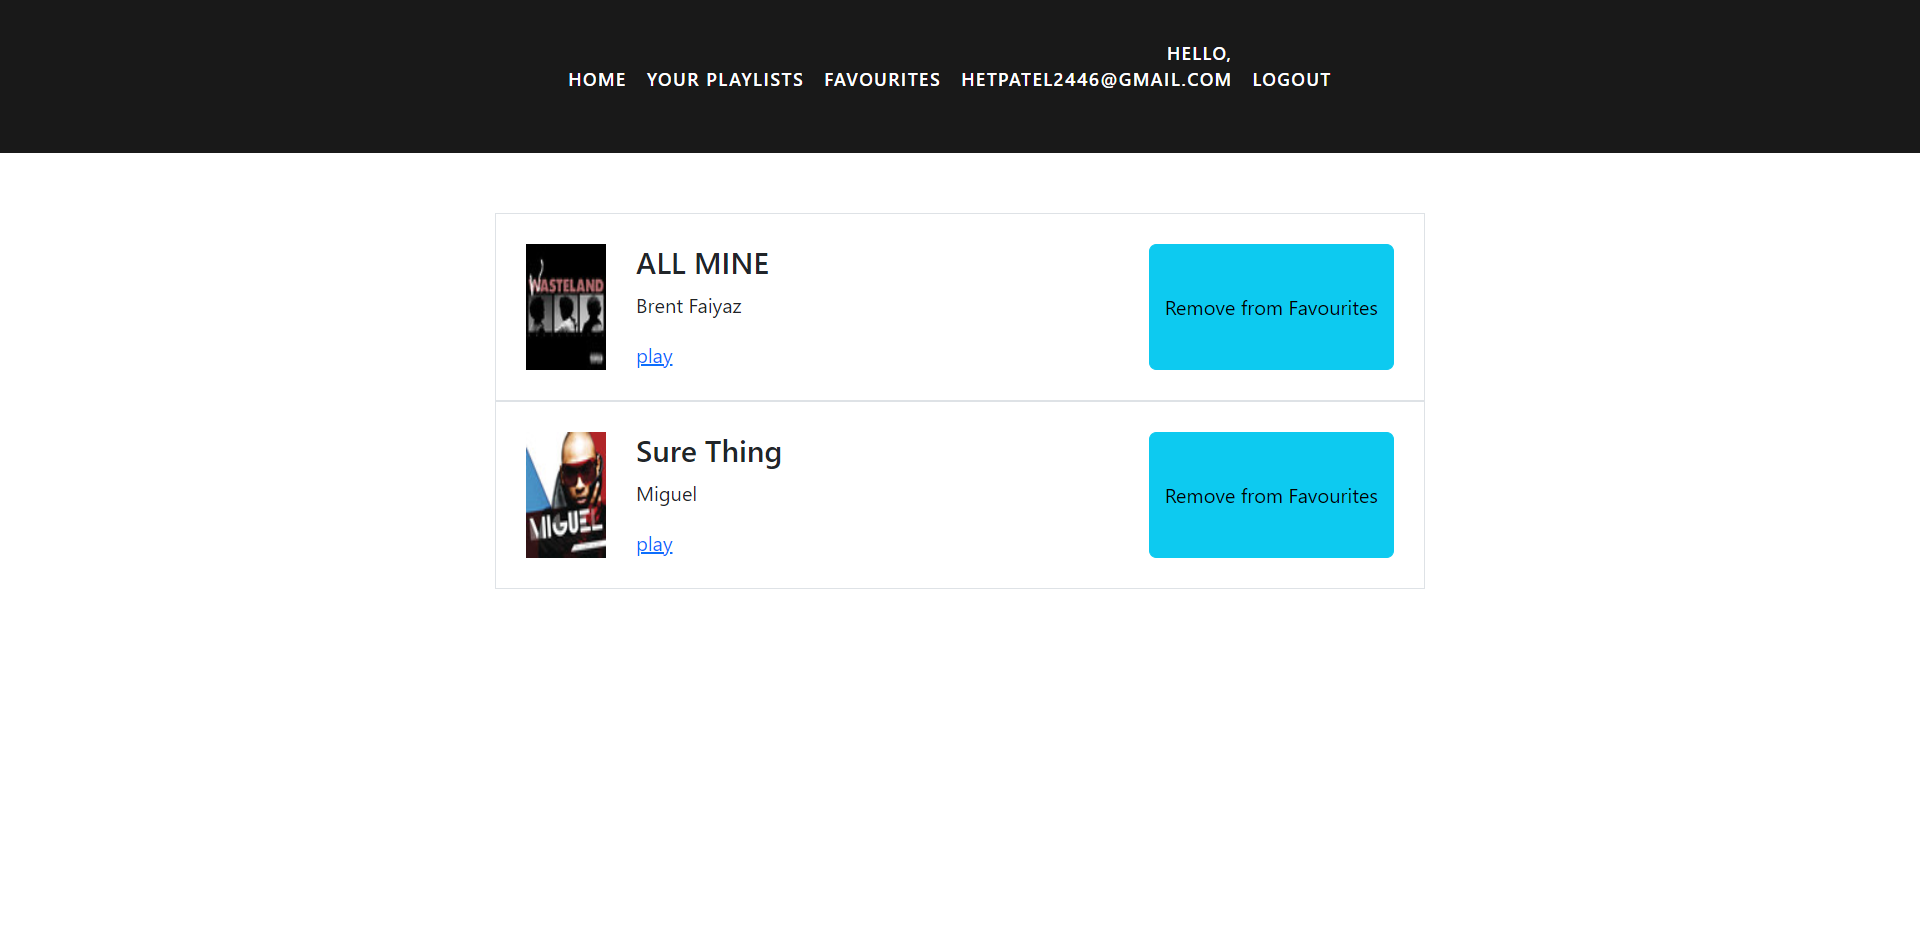 HELLO,
HOME YOUR PLAYLISTS FAVOURITES HETPATEL2446@GMAIL.COM LOGOUT
WASTELAND
ALL MINE
Brent Faiyaz
play
Remove from Favourites
MIGUEL
Sure Thing
Miguel
play
Remove from Favourites